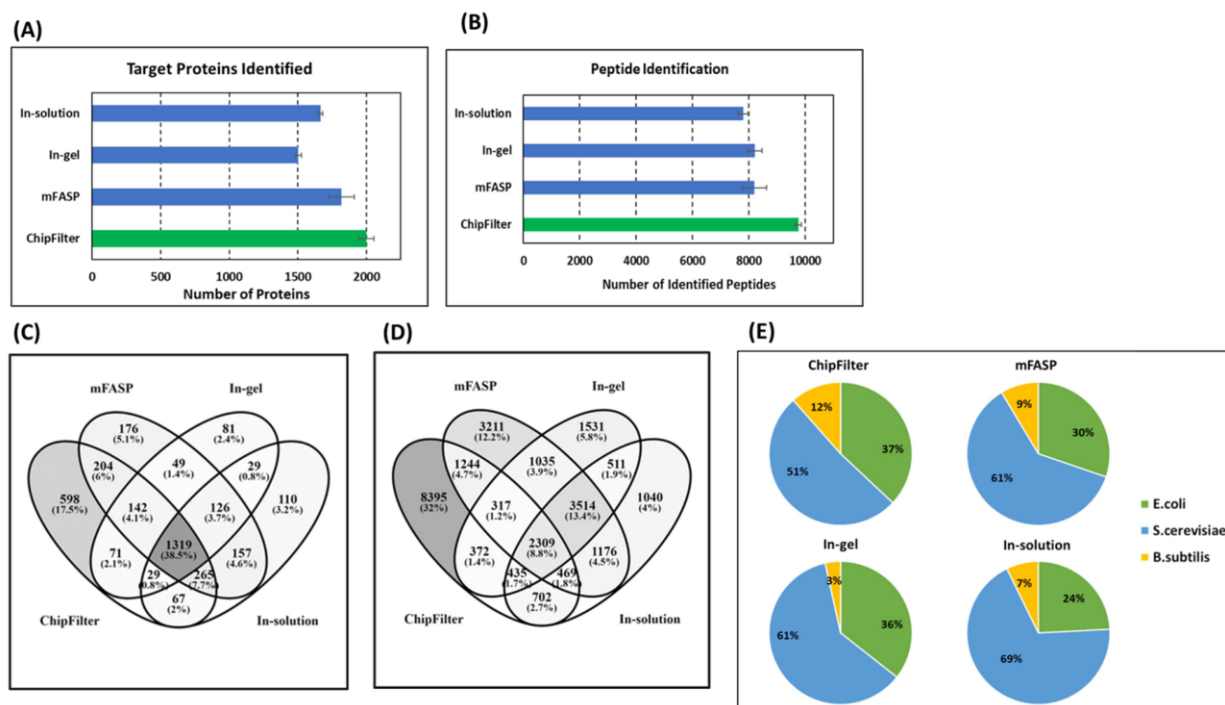 (A)
Target Proteins Identified
In-solution
In-gel
mFASP
ChipFilter
0 500 1000 1500 2000
Number of Proteins
(B)
Peptide Identification
In-solution
In-gel
mFASP
ChipFilter
0 2000 4000 6000 8000 10000
Number of Identified Peptides
(C)
mFASP In-gel
176
(5.1%)
81
(2.4%)
204
(6%)
49
(1.4%)
29
(0.8%)
598
(17.5%)
142
(4.1%)
126
(3.7%)
110
(3.2%)
1319
(38.5%)
71
(2.1%)
157
(4.6%)
29
(0.8%)
265
(7.7%)
67
(2%)
ChipFilter In-solution
(D)
mFASP In-gel
3211
(12.2%)
1531
(5.8%)
1244
(4.7%)
1035
(3.9%)
511
(1.9%)
8395
(32%)
317
(1.2%)
3514
(13.4%)
1040
(4%)
2309
(8.8%)
372
(1.4%)
1176
(4.5%)
435
(1.7%)
469
(1.8%)
702
(2.7%)
ChipFilter In-solution
(E)
ChipFilter
12%
37%
51%
mFASP
9%
30%
61%
In-gel
3%
36%
61%
In-solution
7%
24%
69%
E.coli
S.cerevisiae
B.subtilis